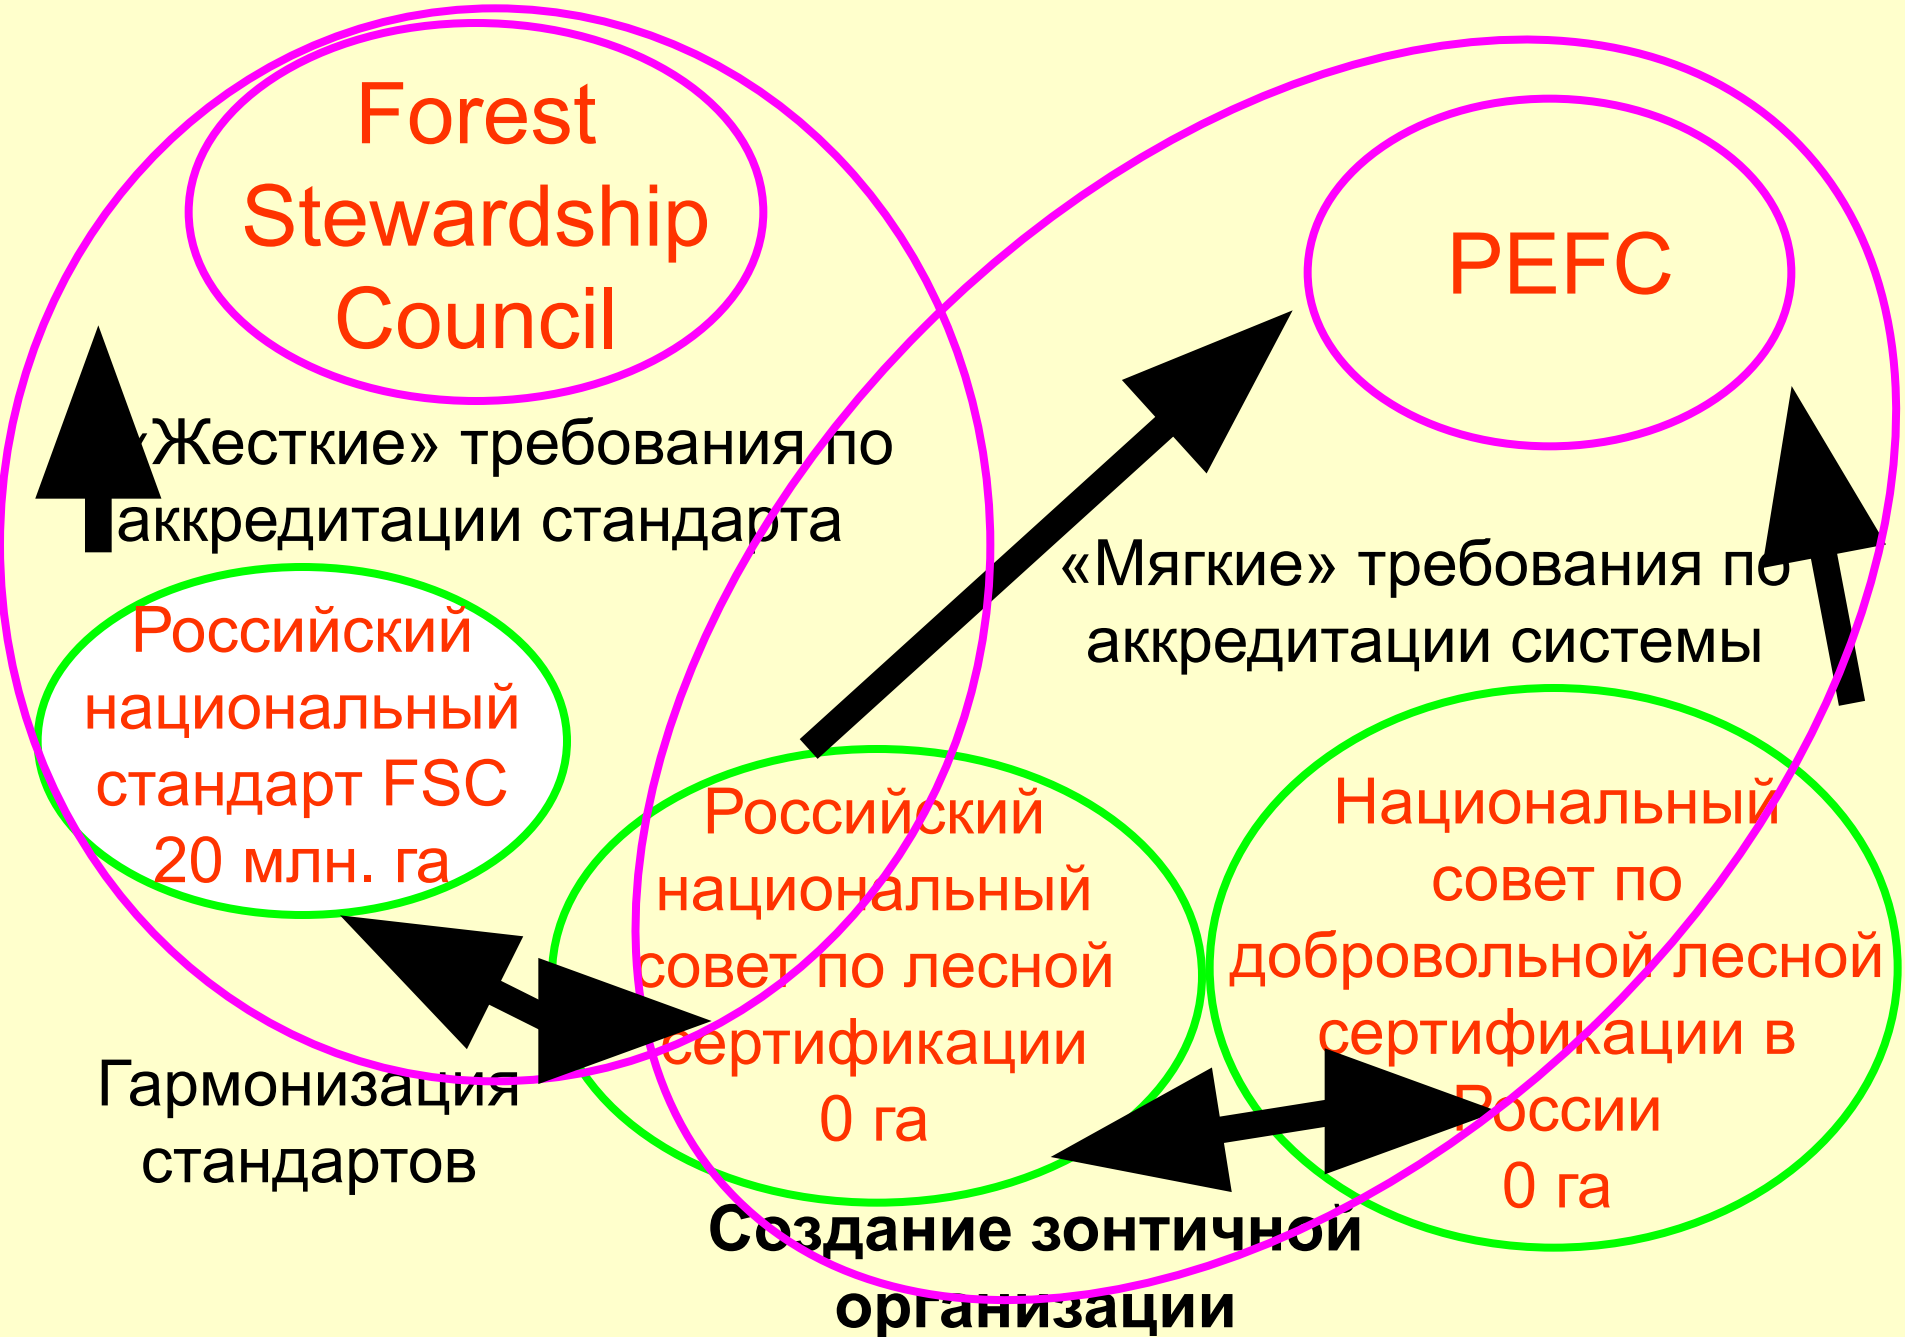 Forest
Stewardship
Council
PEFC
«Жесткие» требования по
аккредитации стандарта
«Мягкие» требования по
аккредитации системы
Российский
национальный
стандарт FSC
20 млн. га
Российский
национальный
совет по лесной
сертификации
0 га
Национальный
совет по
добровольной лесной
сертификации в
России
0 га
Гармонизация
стандартов
Создание зонтичной
организации